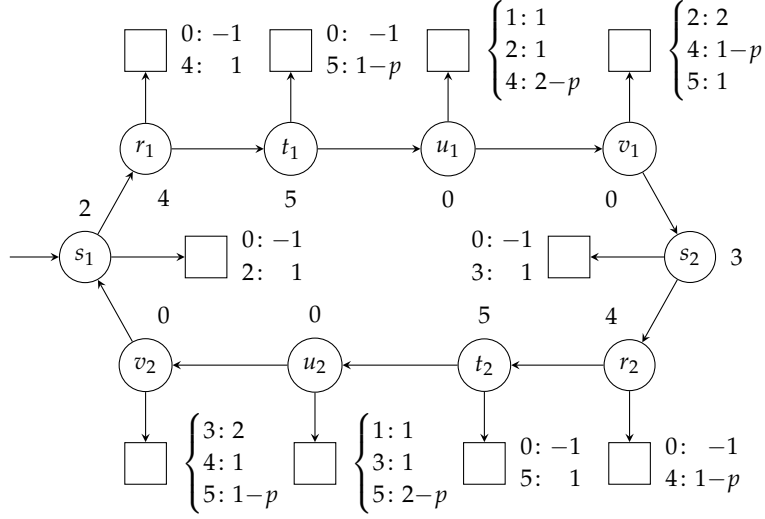 0: −1
4: 1
0: −1
5: 1−p
1: 1
2: 1
4: 2−p
2: 2
4: 1−p
5: 1
r₁
t₁
u₁
v₁
2
4
5
0
0
s₁
0: −1
2: 1
0: −1
3: 1
s₂
3
0
0
5
4
v₂
u₂
t₂
r₂
3: 2
4: 1
5: 1−p
1: 1
3: 1
5: 2−p
0: −1
5: 1
0: −1
4: 1−p